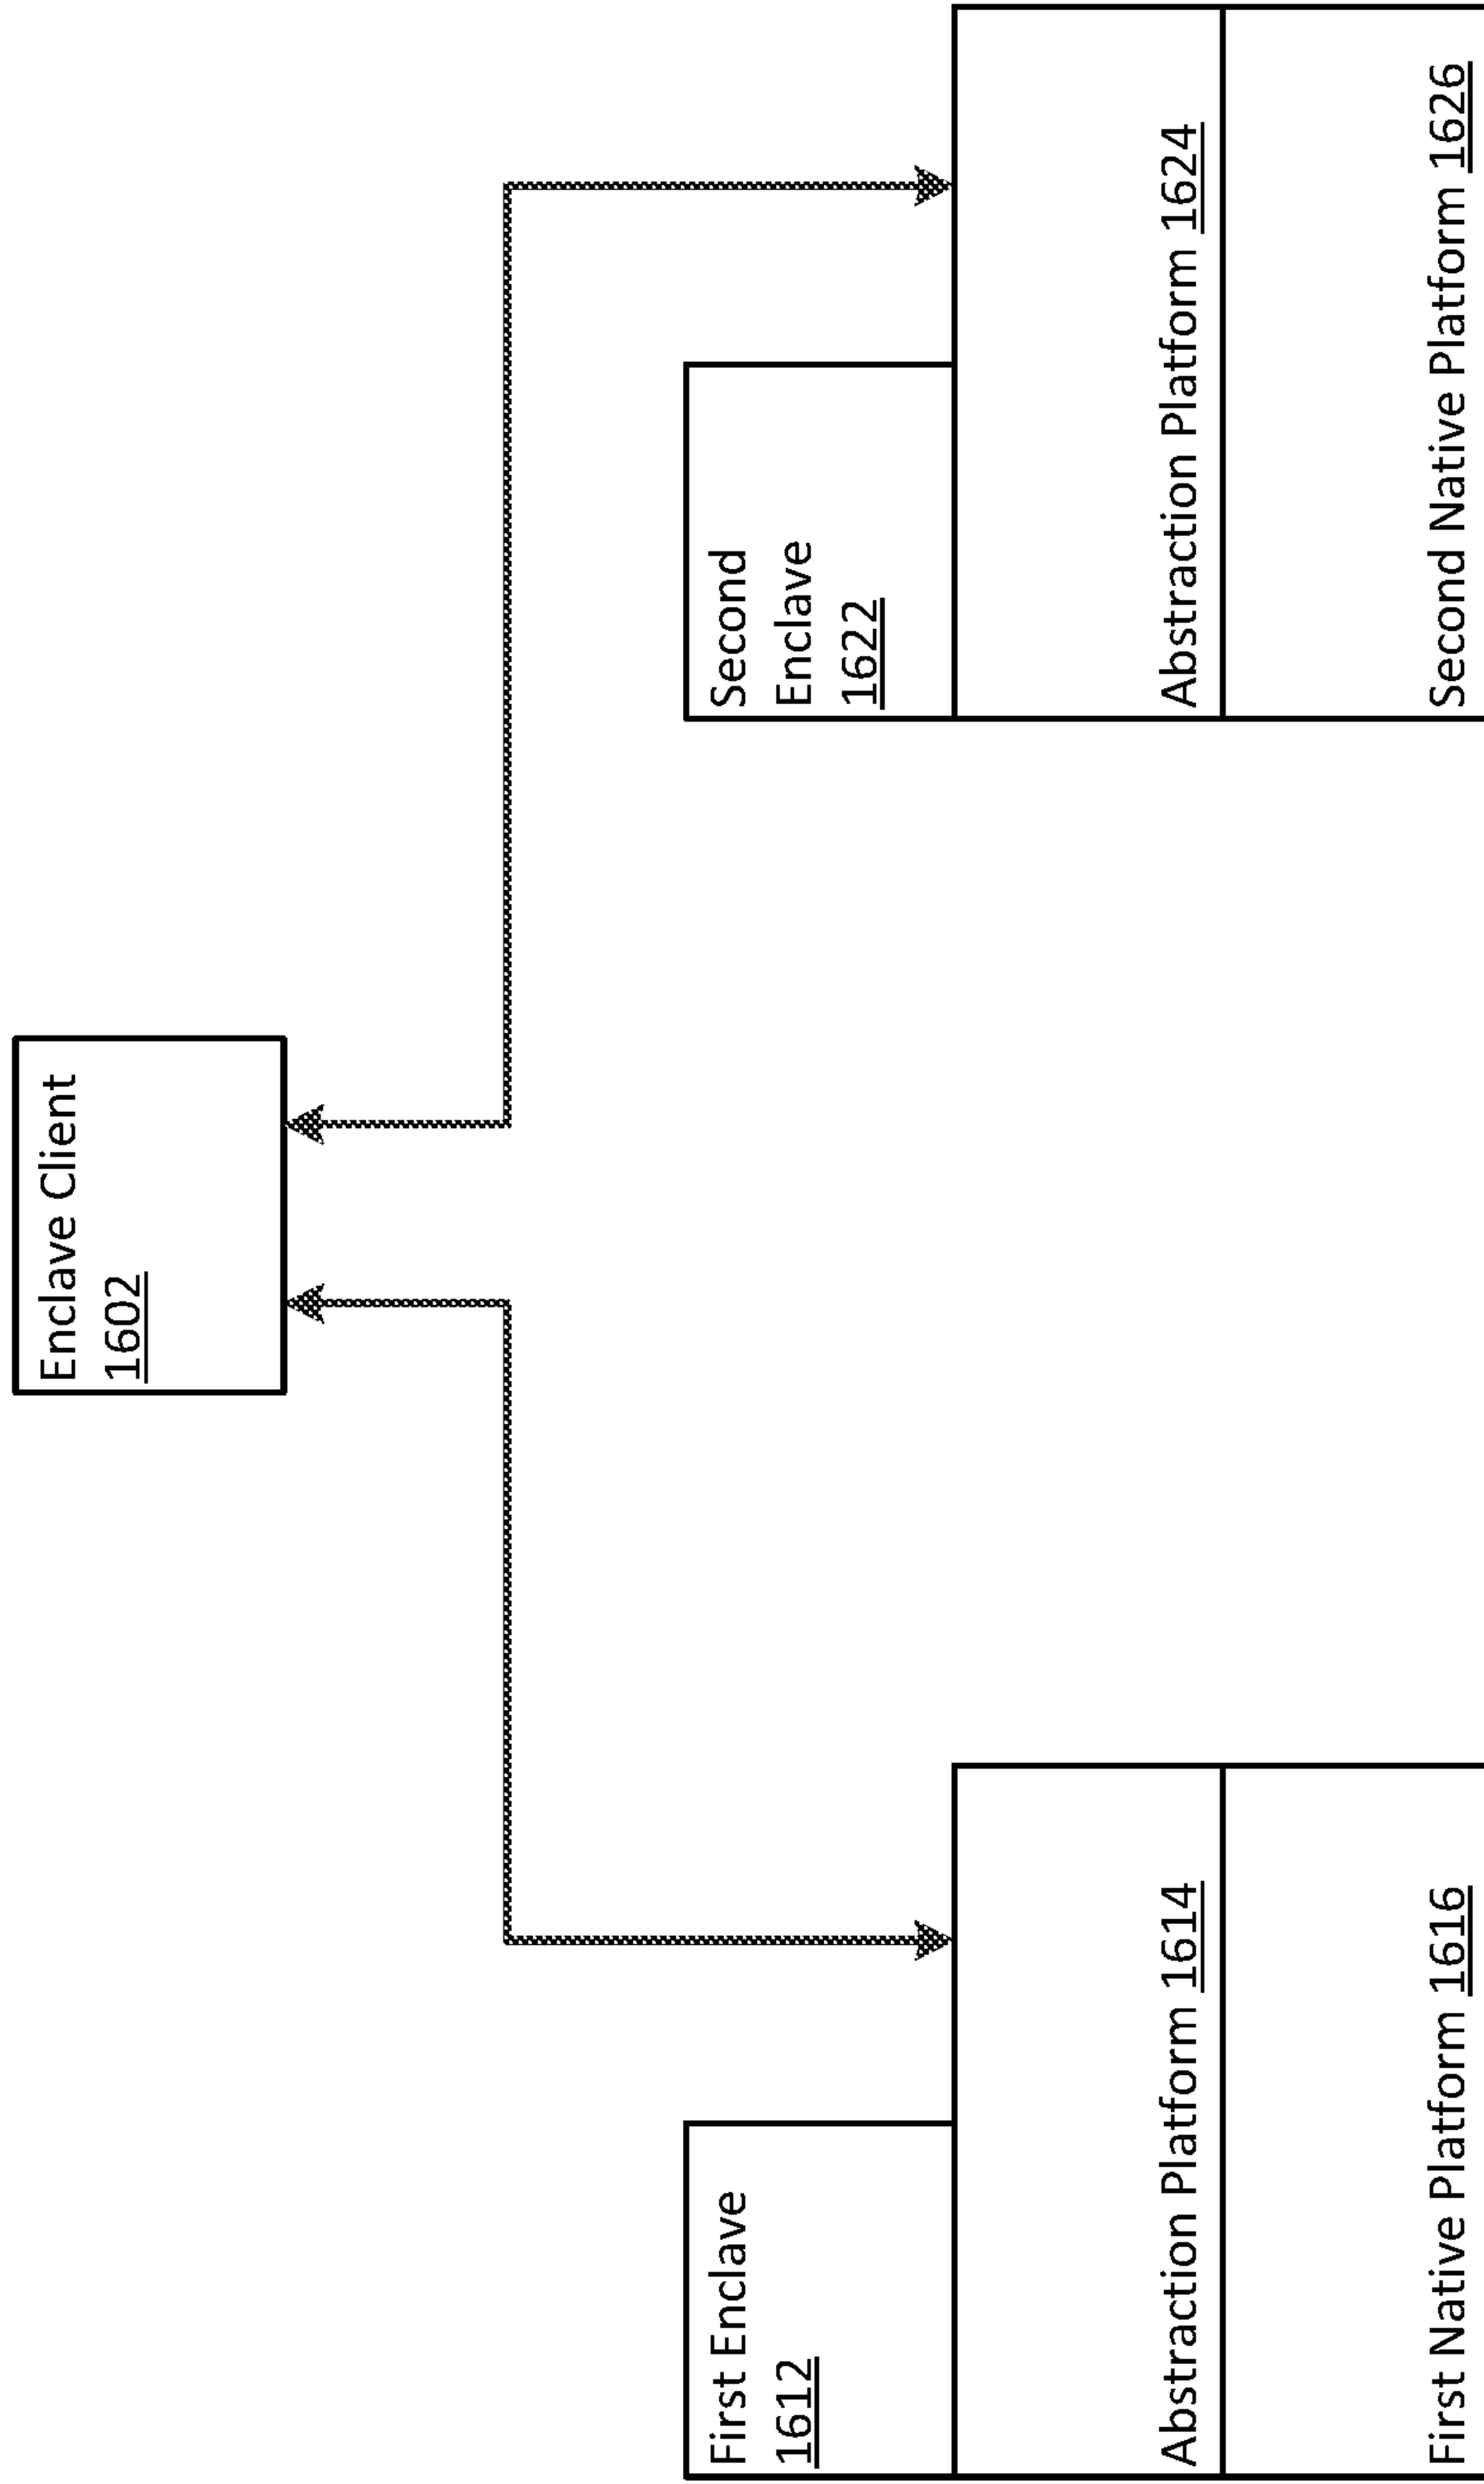 Enclave Client
1602
First Enclave
1612
Abstraction Platform 1614
First Native Platform 1616
Second
Enclave
1622
Abstraction Platform 1624
Second Native Platform 1626